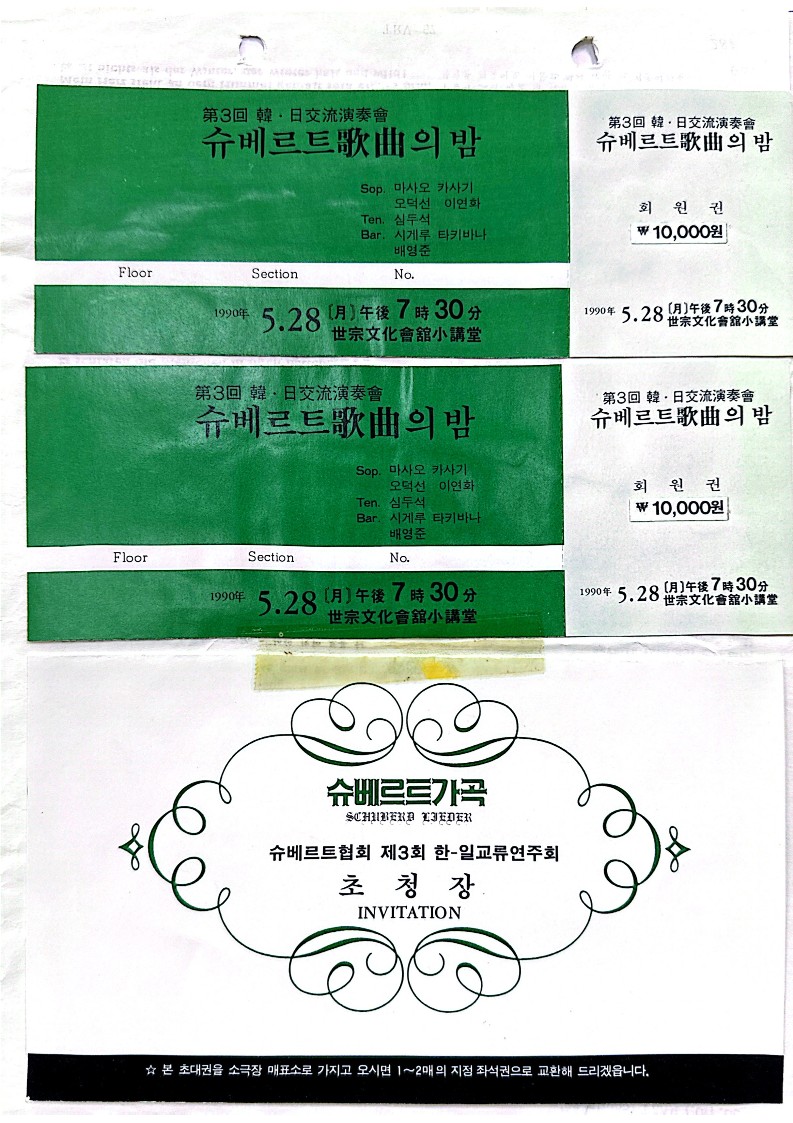 第3回 韓·日交流演奏會
슈베르트歌曲의 밤
Sop. 마사오 카사기
오덕선 이연화
Ten. 심두석
Bar. 시게루 타키바나
배영준
Floor Section No.
1990年 5.28 [月] 午後 7時 30分
世宗文化會舘小講堂
第3回 韓·日交流演奏會
슈베르트歌曲의 밤
회 원 권
₩ 10,000원
1990年 5.28 [月] 午後 7時 30分
世宗文化會舘小講堂
第3回 韓·日交流演奏會
슈베르트歌曲의 밤
Sop. 마사오 카사기
오덕선 이연화
Ten. 심두석
Bar. 시게루 타키바나
배영준
Floor Section No.
1990年 5.28 [月] 午後 7時 30分
世宗文化會舘小講堂
第3回 韓·日交流演奏會
슈베르트歌曲의 밤
회 원 권
₩ 10,000원
1990年 5.28 [月] 午後 7時 30分
世宗文化會舘小講堂
슈베르트가곡
SCHUBERD LIEDER
슈베르트협회 제3회 한-일교류연주회
초 청 장
INVITATION
☆ 본 초대권을 소극장 매표소로 가지고 오시면 1~2매의 지정 좌석권으로 교환해 드리겠읍니다.